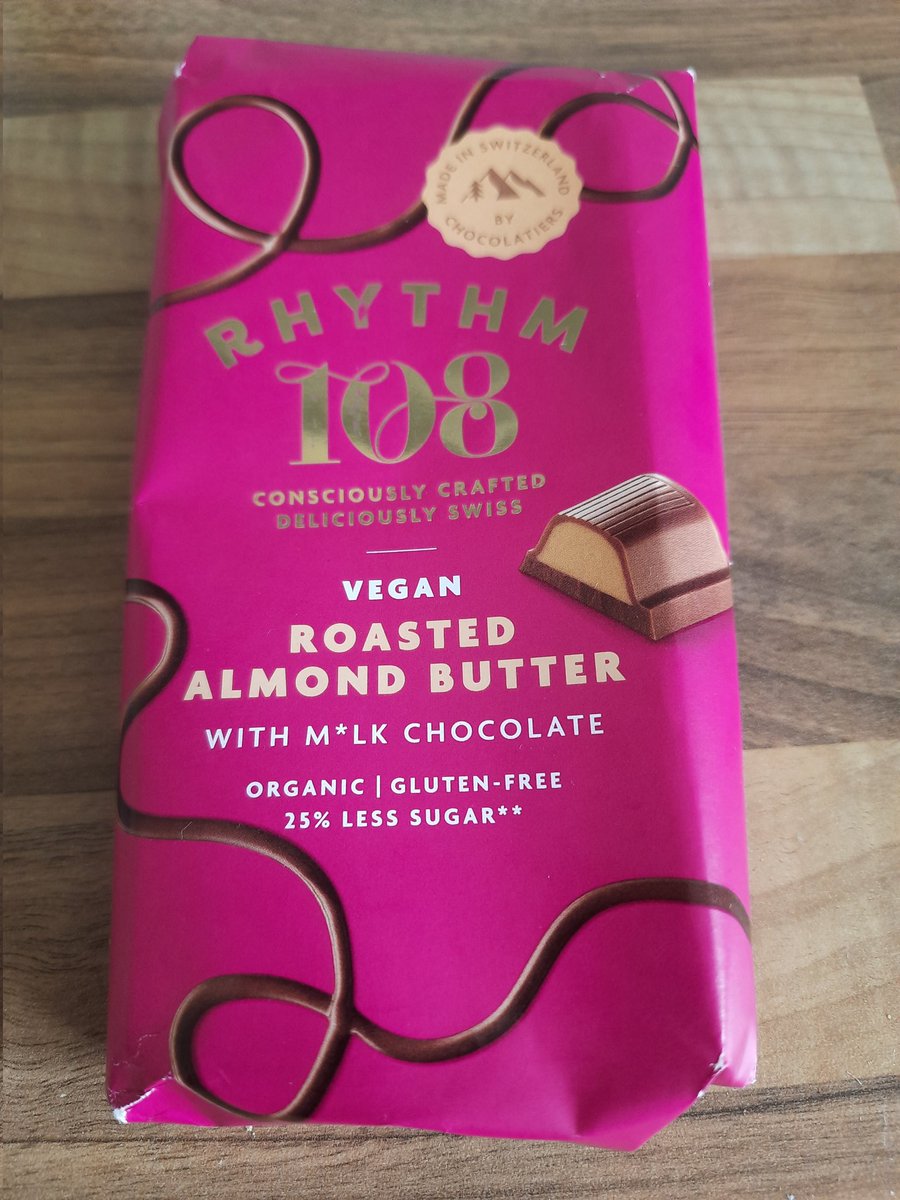 MADE IN SWITZERLAND
BY
CHOCOLATIERS
RHYTHM
108
CONSCIOUSLY CRAFTED
DELICIOUSLY SWISS
VEGAN
ROASTED
ALMOND BUTTER
WITH M*LK CHOCOLATE
ORGANIC | GLUTEN-FREE
25% LESS SUGAR**